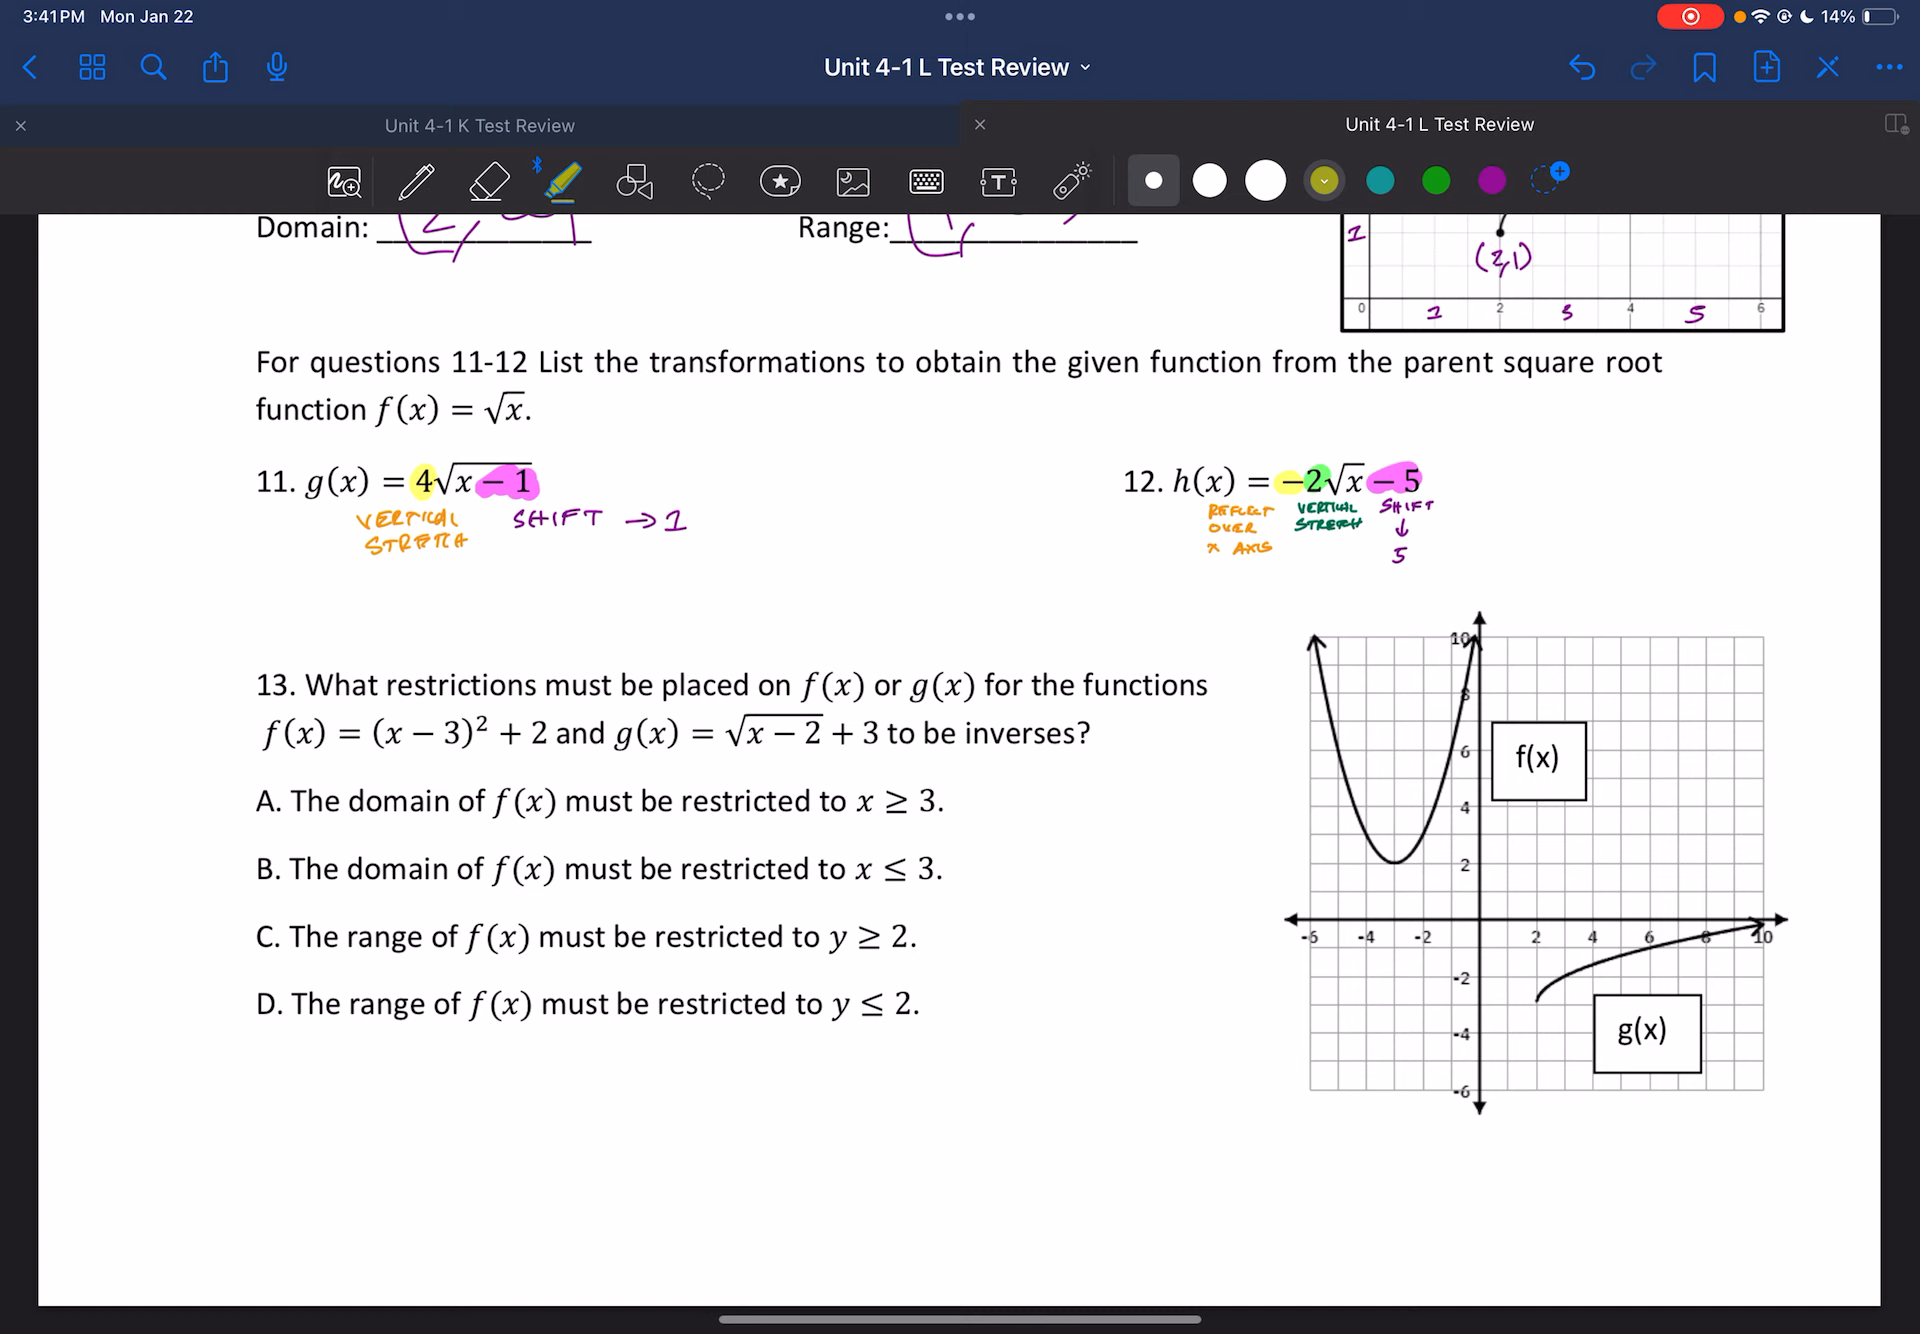 3:41 PM Mon Jan 22
14%
Unit 4-1 L Test Review
Unit 4-1 K Test Review
Unit 4-1 L Test Review
Domain:
Range:
1
(2,1)
0 1 2 3 4 5 6
For questions 11-12 List the transformations to obtain the given function from the parent square root
function f(x) = √x.
11. g(x) = 4√(x − 1)
VERTICAL
STRETCH
SHIFT → 1
12. h(x) = −2√x − 5
REFLECT
OVER
x AXIS
VERTICAL
STRETCH
SHIFT
↓
5
13. What restrictions must be placed on f(x) or g(x) for the functions
f(x) = (x − 3)² + 2 and g(x) = √(x − 2) + 3 to be inverses?
A. The domain of f(x) must be restricted to x ≥ 3.
B. The domain of f(x) must be restricted to x ≤ 3.
C. The range of f(x) must be restricted to y ≥ 2.
D. The range of f(x) must be restricted to y ≤ 2.
10
8
6
f(x)
4
2
-6 -4 -2 2 4 6 8 10
-2
-4
g(x)
-6